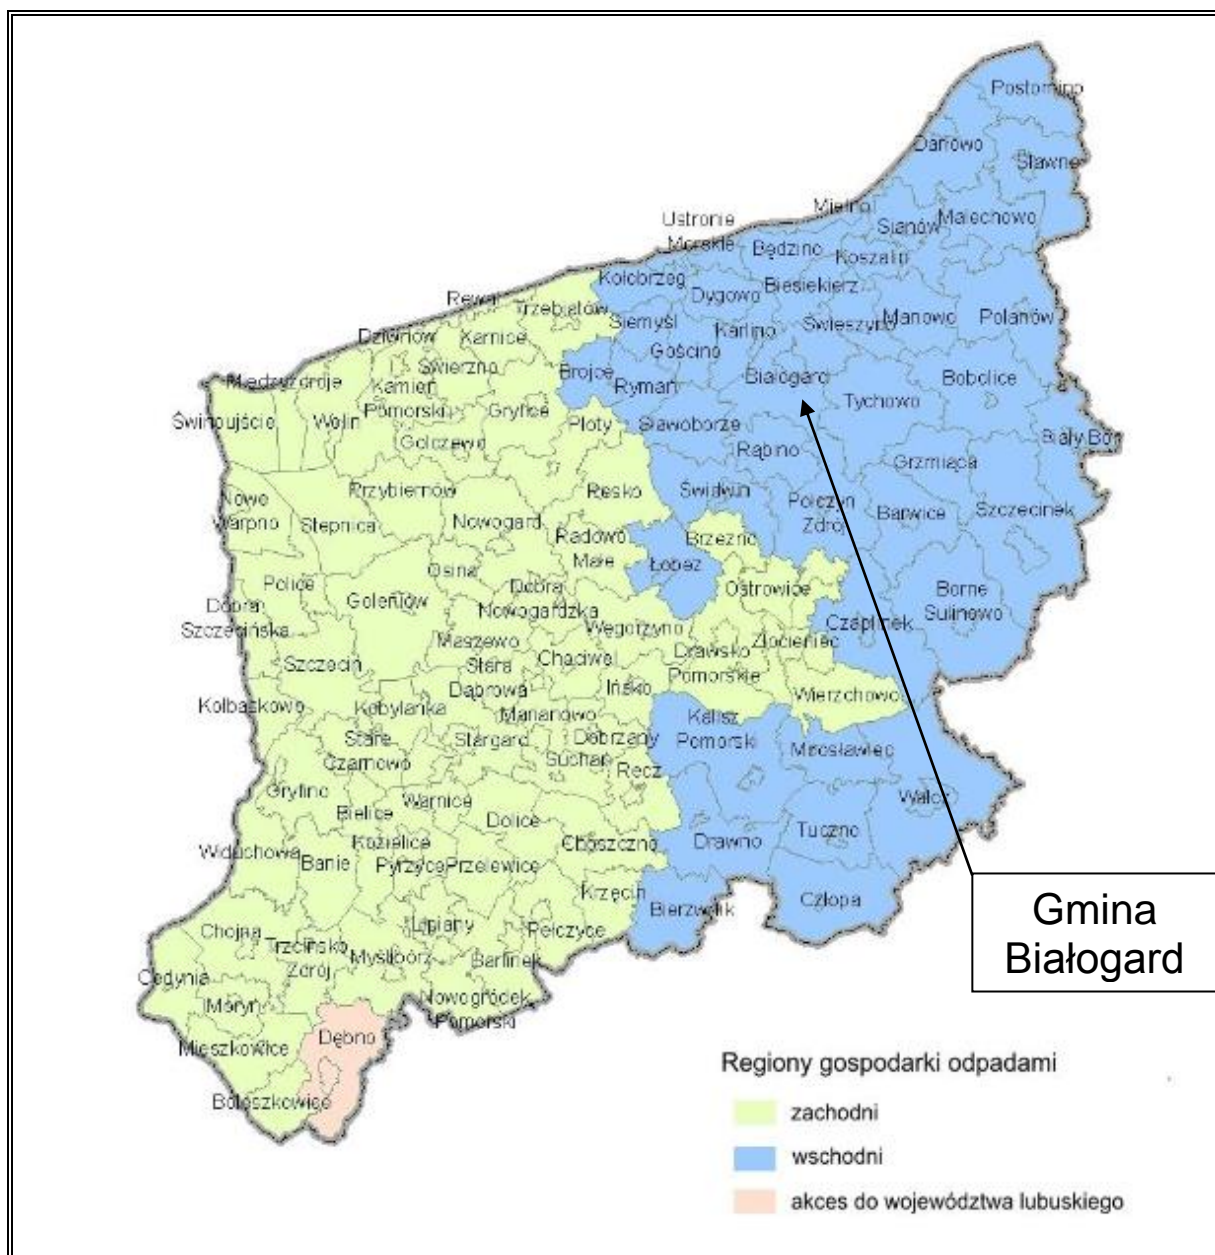 Postomino
Darłowo
Sławno
Mielno
Ustronie
Morskie
Sianów
Malechowo
Będzino
Koszalin
Kołobrzeg
Dygowo
Biesiekierz
Rewal
Trzebiatów
Siemyśl
Karlino
Świeszyno
Manowo
Polanów
Dziwnów
Karnice
Gościno
Międzyzdroje
Świerzno
Brojce
Rymań
Białogard
Bobolice
Kamień
Pomorski
Gryfice
Tychowo
Świnoujście
Wolin
Płoty
Sławoborze
Golczewo
Rąbino
Biały Bór
Grzmiąca
Przybiernów
Resko
Świdwin
Połczyn
Zdrój
Barwice
Szczecinek
Nowe
Warpno
Stepnica
Nowogard
Radowo
Małe
Brzeżno
Łobez
Osina
Police
Goleniów
Dobra
Nowogardzka
Ostrowice
Borne
Sulinowo
Dobra
Szczecińska
Węgorzyno
Czaplinek
Maszewo
Złocieniec
Szczecin
Stara
Dąbrowa
Chociwel
Drawsko
Pomorskie
Ińsko
Wierzchowo
Kołbaskowo
Kobylanka
Marianowo
Stare
Czarnowo
Stargard
Dobrzany
Suchań
Kalisz
Pomorski
Mirosławiec
Recz
Gryfino
Warnice
Wałcz
Bielice
Dolice
Tuczno
Widuchowa
Banie
Kozielice
Pyrzyce
Przelewice
Choszczno
Drawno
Krzęcin
Bierzwnik
Człopa
Gmina
Białogard
Chojna
Trzcińsko
Zdrój
Lipiany
Pełczyce
Myślibórz
Barlinek
Cedynia
Moryń
Nowogródek
Pomorski
Mieszkowice
Dębno
Boleszkowice
Regiony gospodarki odpadami
zachodni
wschodni
akces do województwa lubuskiego